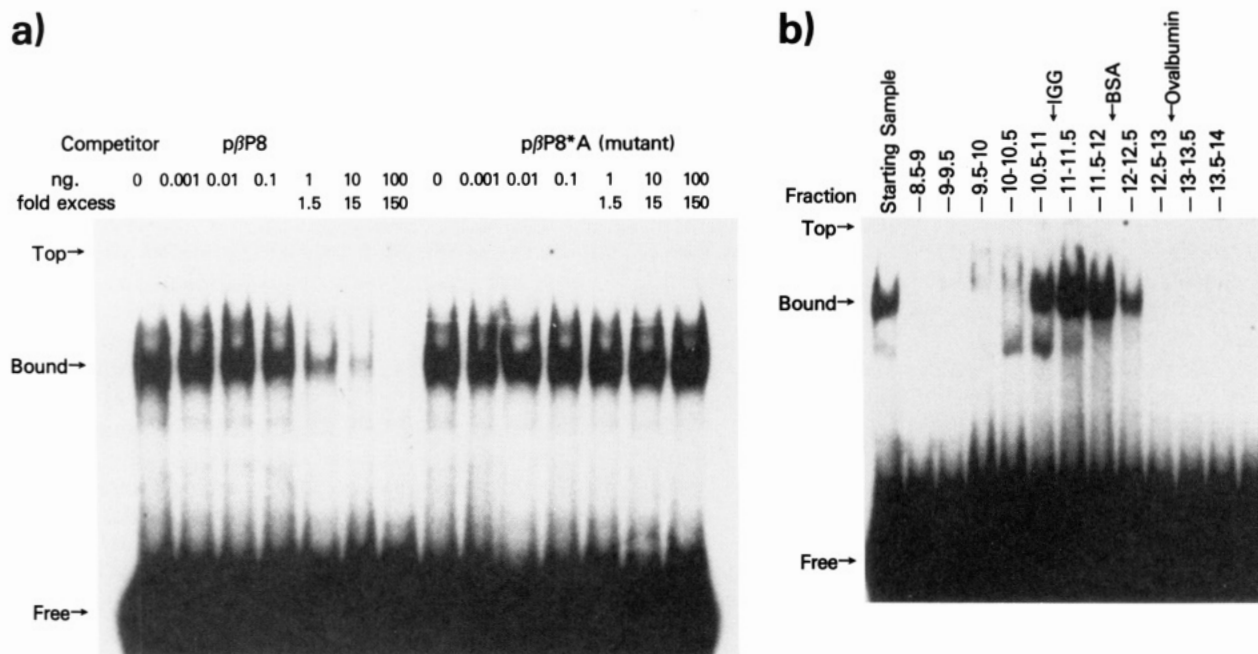 a)
Competitor pβP8 pβP8*A (mutant)
ng. 0 0.001 0.01 0.1 1 10 100 0 0.001 0.01 0.1 1 10 100
fold excess 1.5 15 150 1.5 15 150
Top→
Bound→
Free→
b)
←IGG
←BSA
←Ovalbumin
Fraction
Starting Sample
– 8.5-9
– 9-9.5
– 9.5-10
– 10-10.5
– 10.5-11
– 11-11.5
– 11.5-12
– 12-12.5
– 12.5-13
– 13-13.5
– 13.5-14
Top→
Bound→
Free→